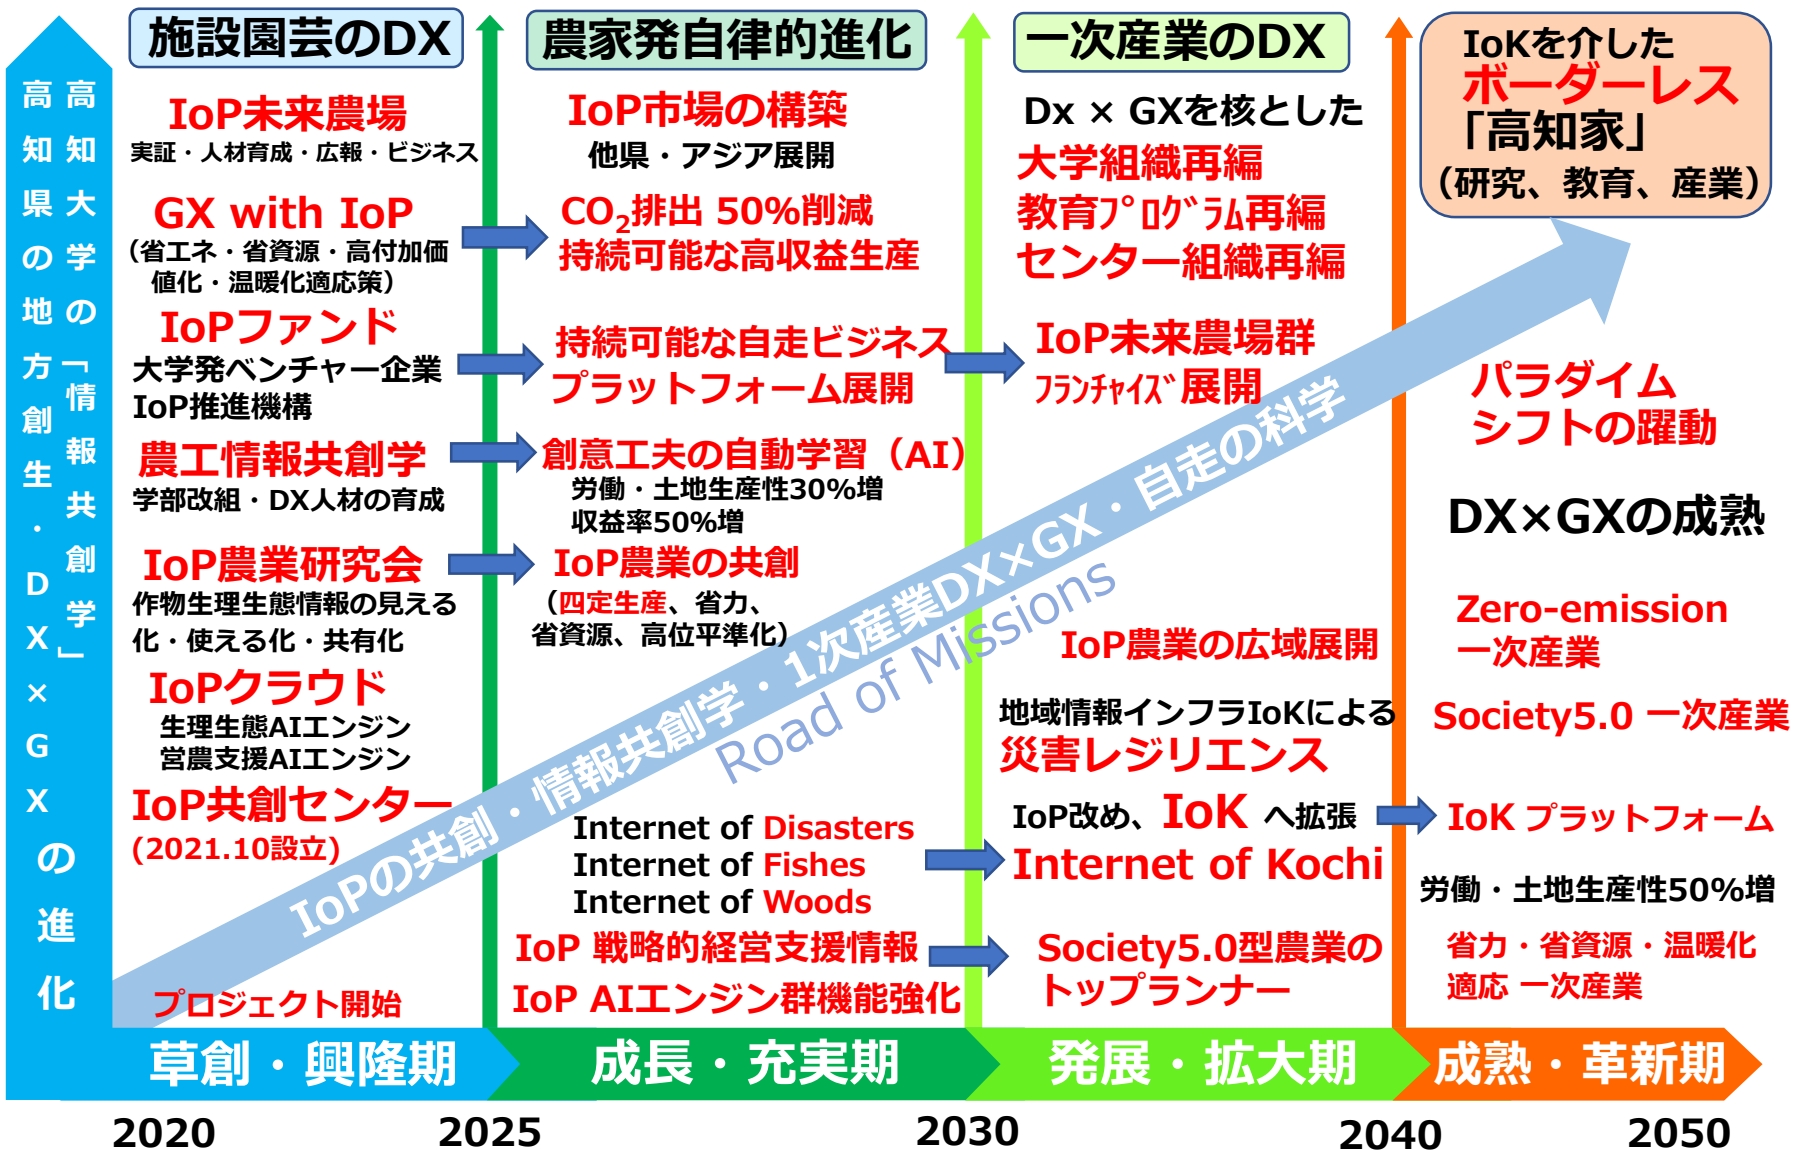 高知大学の「情報共創学」
高知県の地方創生・DX×GXの進化
施設園芸のDX
IoP未来農場
実証・人材育成・広報・ビジネス
GX with IoP
（省エネ・省資源・高付加価
値化・温暖化適応策）
IoPファンド
大学発ベンチャー企業
IoP推進機構
農工情報共創学
学部改組・DX人材の育成
IoP農業研究会
作物生理生態情報の見える
化・使える化・共有化
IoPクラウド
生理生態AIエンジン
営農支援AIエンジン
IoP共創センター
(2021.10設立)
プロジェクト開始
農家発自律的進化
IoP市場の構築
他県・アジア展開
CO₂排出 50%削減
持続可能な高収益生産
持続可能な自走ビジネス
プラットフォーム展開
創意工夫の自動学習（AI）
労働・土地生産性30%増
収益率50%増
IoP農業の共創
（四定生産、省力、
省資源、高位平準化）
Internet of Disasters
Internet of Fishes
Internet of Woods
IoP 戦略的経営支援情報
IoP AIエンジン群機能強化
一次産業のDX
Dx × GXを核とした
大学組織再編
教育ﾌﾟﾛｸﾞﾗﾑ再編
センター組織再編
IoP未来農場群
ﾌﾗﾝﾁｬｲｽﾞ展開
IoP農業の広域展開
地域情報インフラIoKによる
災害レジリエンス
IoP改め、IoK へ拡張
Internet of Kochi
Society5.0型農業の
トップランナー
IoKを介した
ボーダーレス
「高知家」
（研究、教育、産業）
パラダイム
シフトの躍動
DX×GXの成熟
Zero-emission
一次産業
Society5.0 一次産業
IoK プラットフォーム
労働・土地生産性50%増
省力・省資源・温暖化
適応 一次産業
IoPの共創・情報共創学・1次産業DX×GX・自走の科学
Road of Missions
草創・興隆期
成長・充実期
発展・拡大期
成熟・革新期
2020
2025
2030
2040
2050